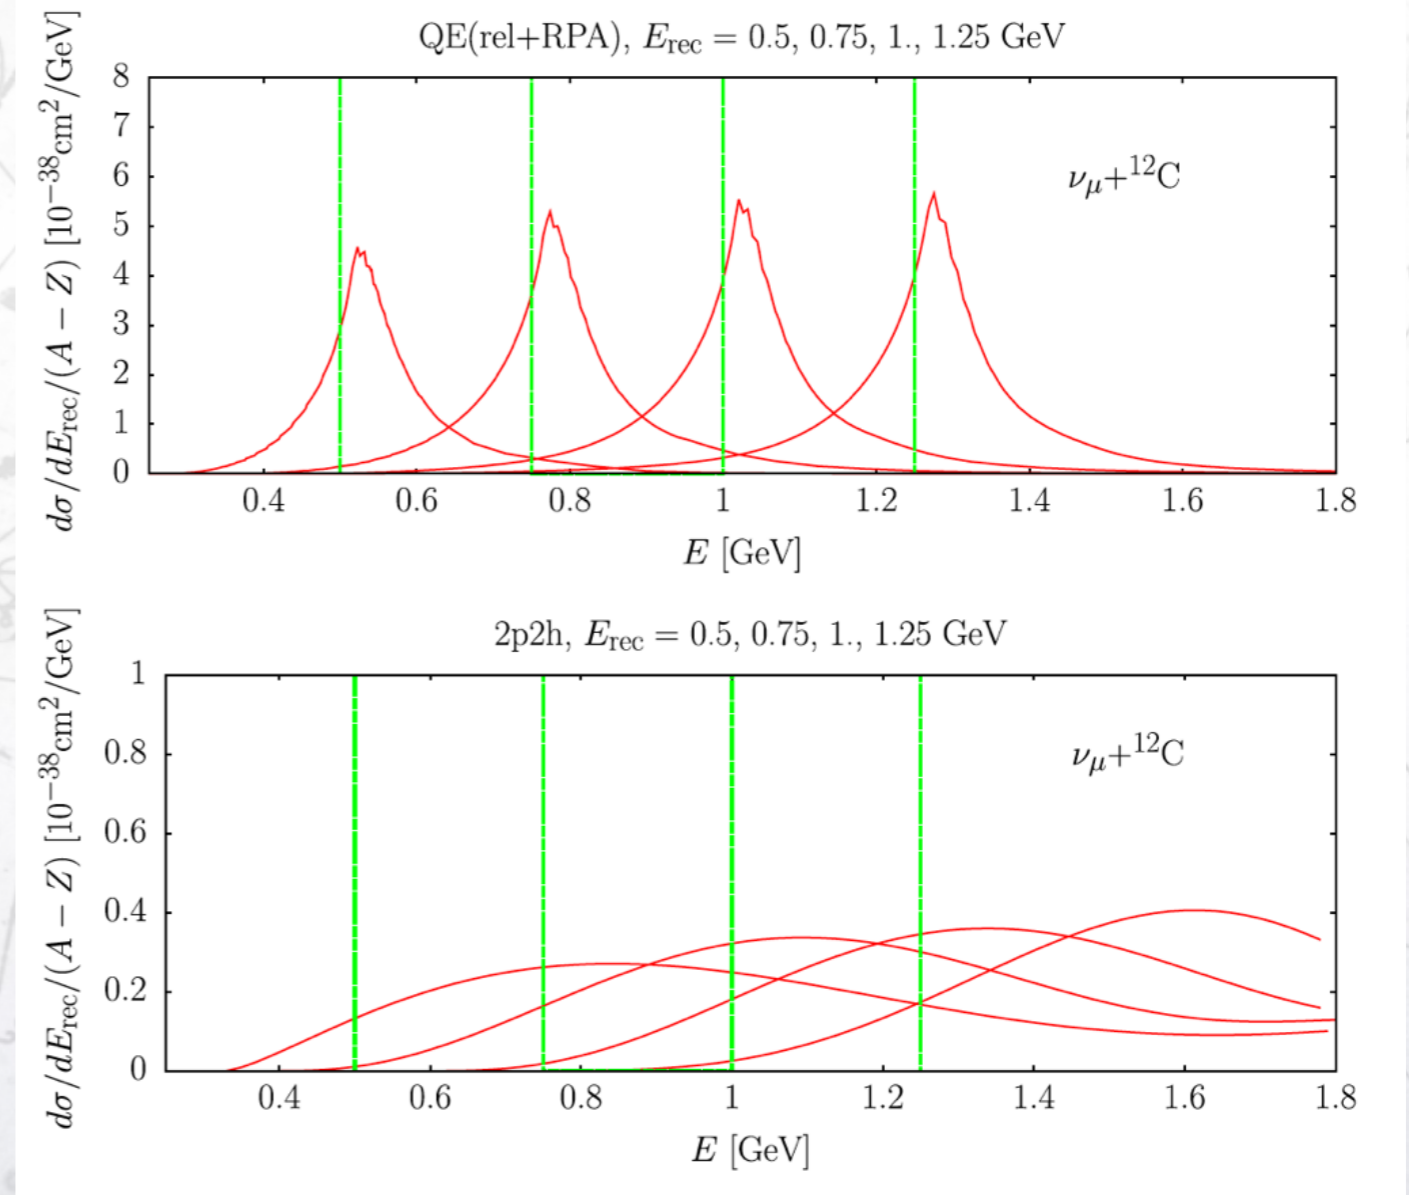 QE(rel+RPA), E_rec = 0.5, 0.75, 1., 1.25 GeV
dσ/dE_rec/(A − Z) [10⁻³⁸cm²/GeV]
8
7
6
5
4
3
2
1
0
ν_μ+¹²C
0.4 0.6 0.8 1 1.2 1.4 1.6 1.8
E [GeV]
2p2h, E_rec = 0.5, 0.75, 1., 1.25 GeV
dσ/dE_rec/(A − Z) [10⁻³⁸cm²/GeV]
1
0.8
0.6
0.4
0.2
0
ν_μ+¹²C
0.4 0.6 0.8 1 1.2 1.4 1.6 1.8
E [GeV]